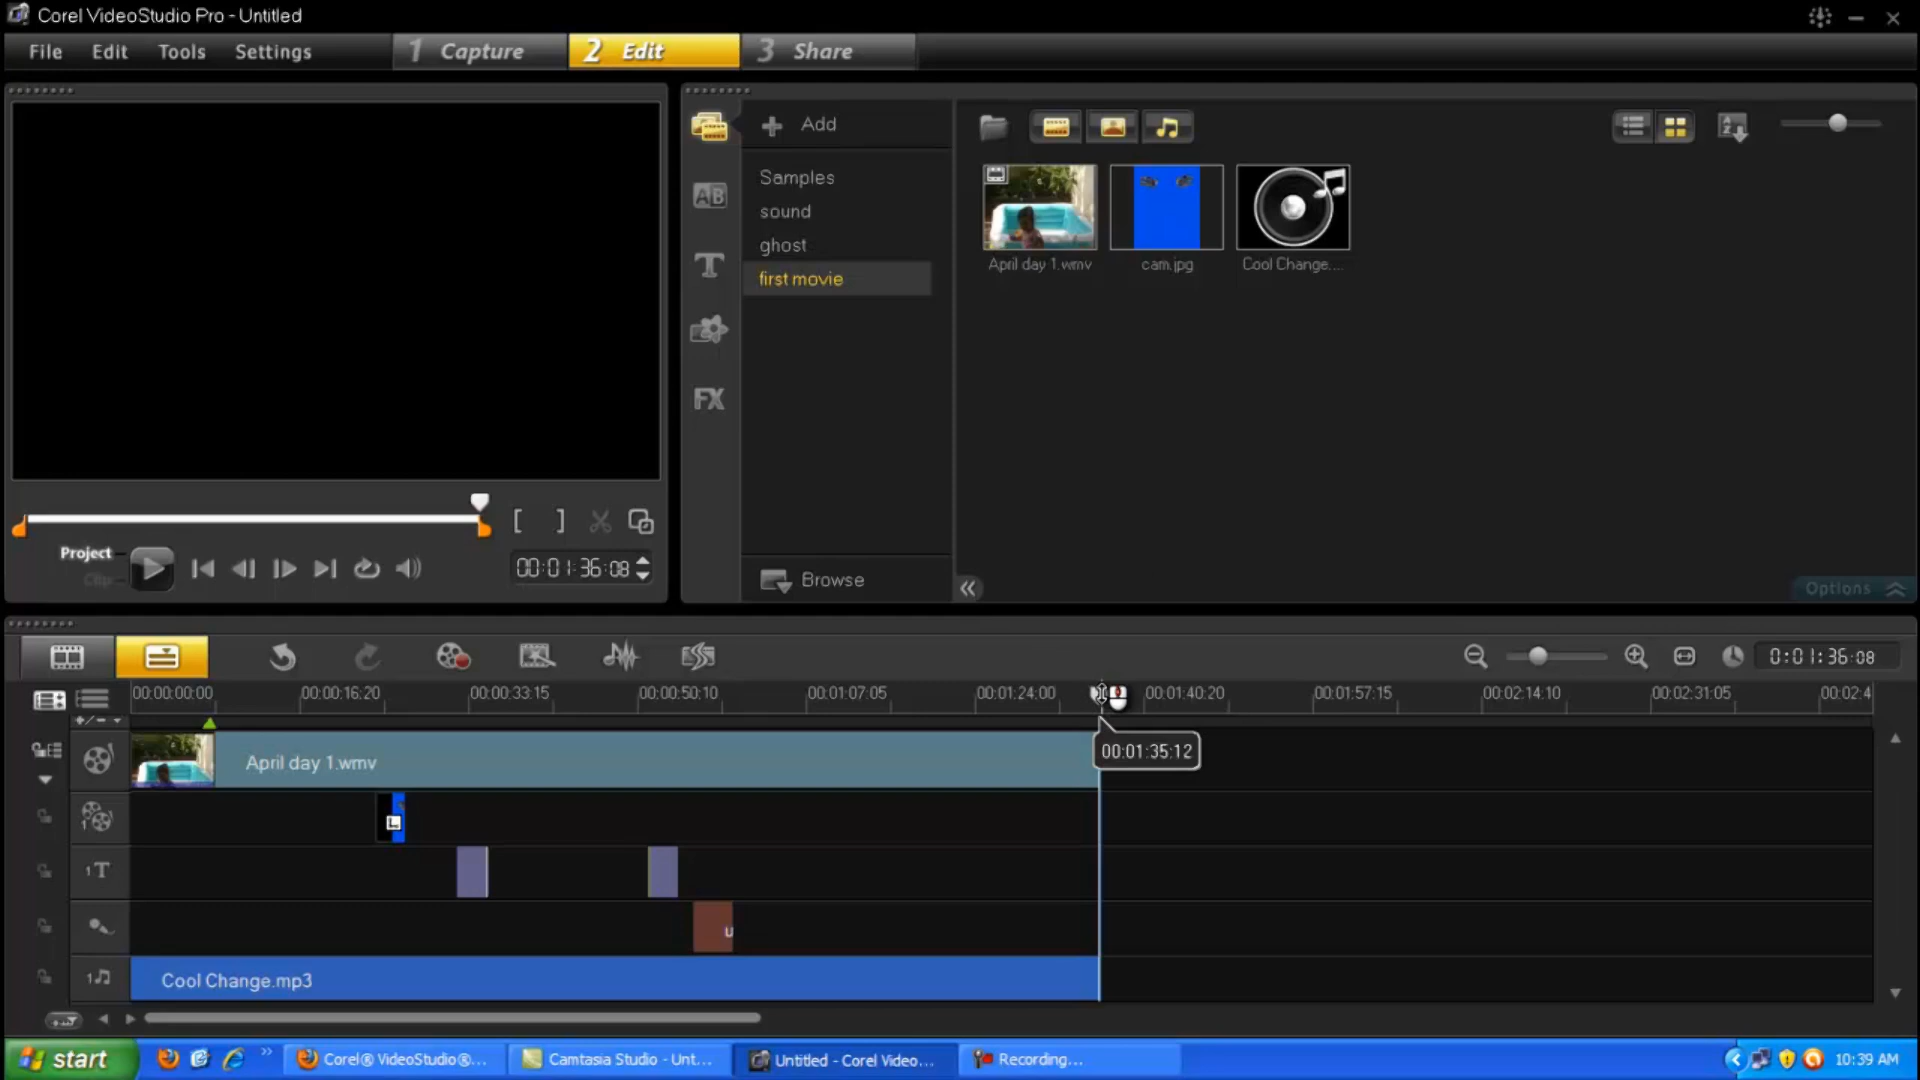 Corel VideoStudio Pro - Untitled
File Edit Tools Settings 1 Capture 2 Edit 3 Share
Add
Samples
sound
ghost
first movie
April day 1.wmv cam.jpg Cool Change....
Project
Clip
00:01:36:08
Browse
Options
0:01:36:08
00:00:00:00 00:00:16:20 00:00:33:15 00:00:50:10 00:01:07:05 00:01:24:00 00:01:40:20 00:01:57:15 00:02:14:10 00:02:31:05 00:02:4
00:01:35:12
April day 1.wmv
1
1 T
U
1
Cool Change.mp3
start Corel® VideoStudio®... Camtasia Studio - Unt... Untitled - Corel Video... Recording... 10:39 AM
AB
T
FX